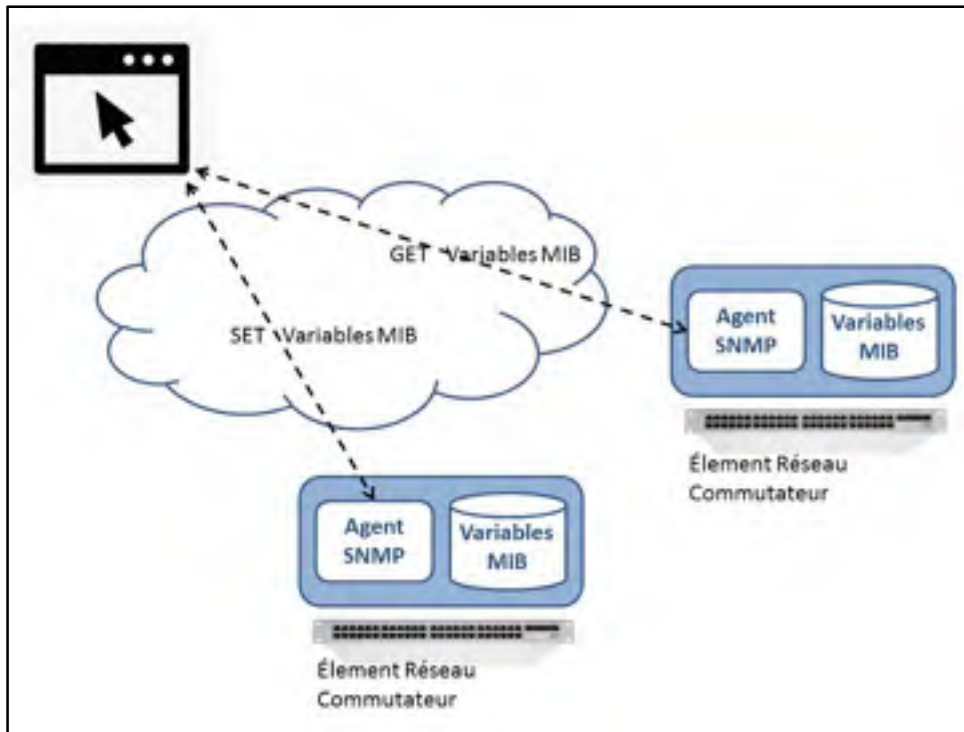 GET Variables MIB
SET Variables MIB
Agent
SNMP
Variables
MIB
Élement Réseau
Commutateur
Agent
SNMP
Variables
MIB
Élement Réseau
Commutateur